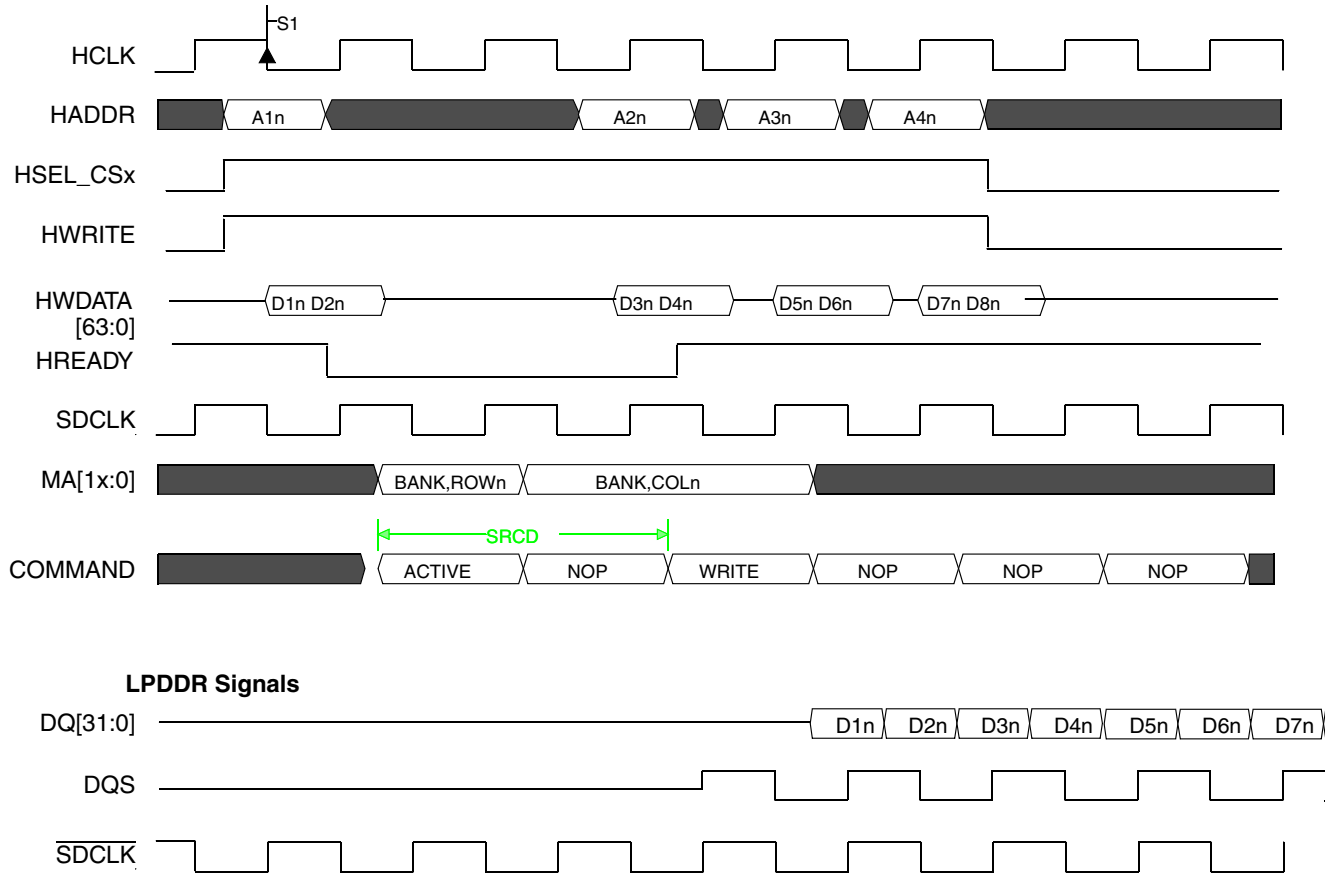 S1
HCLK
HADDR A1n A2n A3n A4n
HSEL_CSx
HWRITE
HWDATA
[63:0] D1n D2n D3n D4n D5n D6n D7n D8n
HREADY
SDCLK
MA[1x:0] BANK,ROWn BANK,COLn
SRCD
COMMAND ACTIVE NOP WRITE NOP NOP NOP
LPDDR Signals
DQ[31:0] D1n D2n D3n D4n D5n D6n D7n
DQS
SDCLK